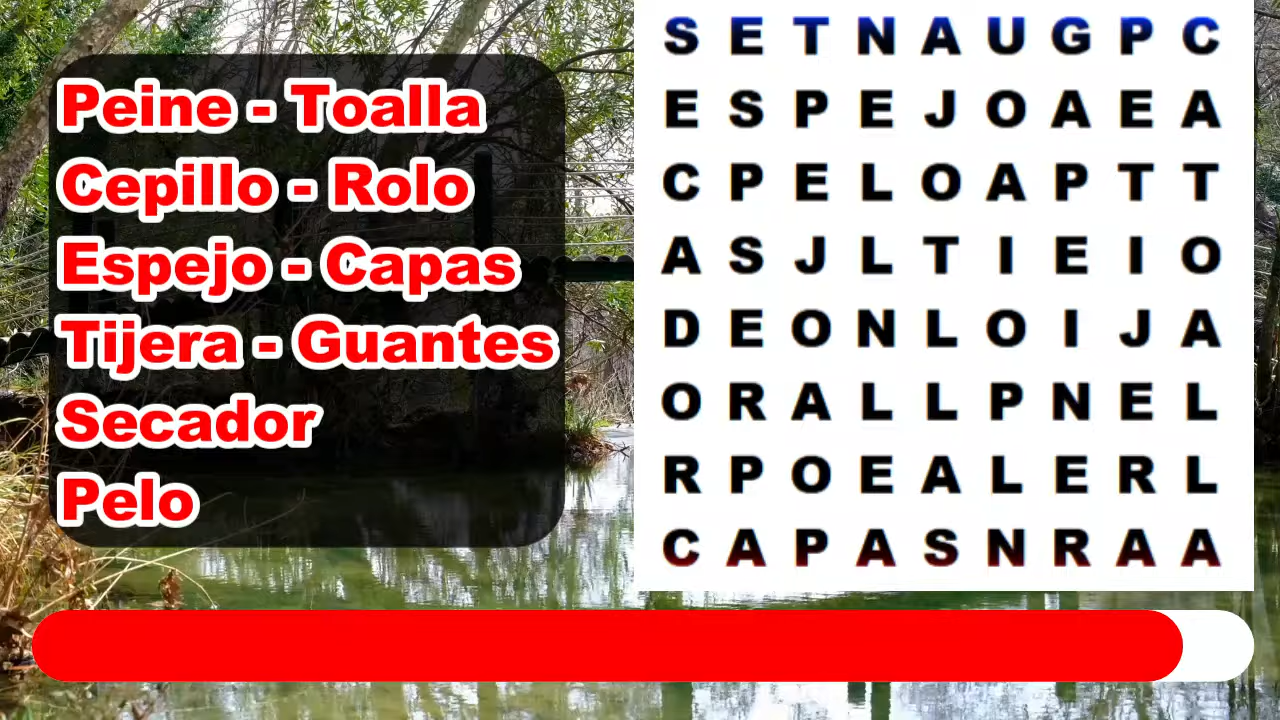 Peine - Toalla
Cepillo - Rolo
Espejo - Capas
Tijera - Guantes
Secador
Pelo
S E T N A U G P C
E S P E J O A E A
C P E L O A P T T
A S J L T I E I O
D E O N L O I J A
O R A L L P N E L
R P O E A L E R L
C A P A S N R A A